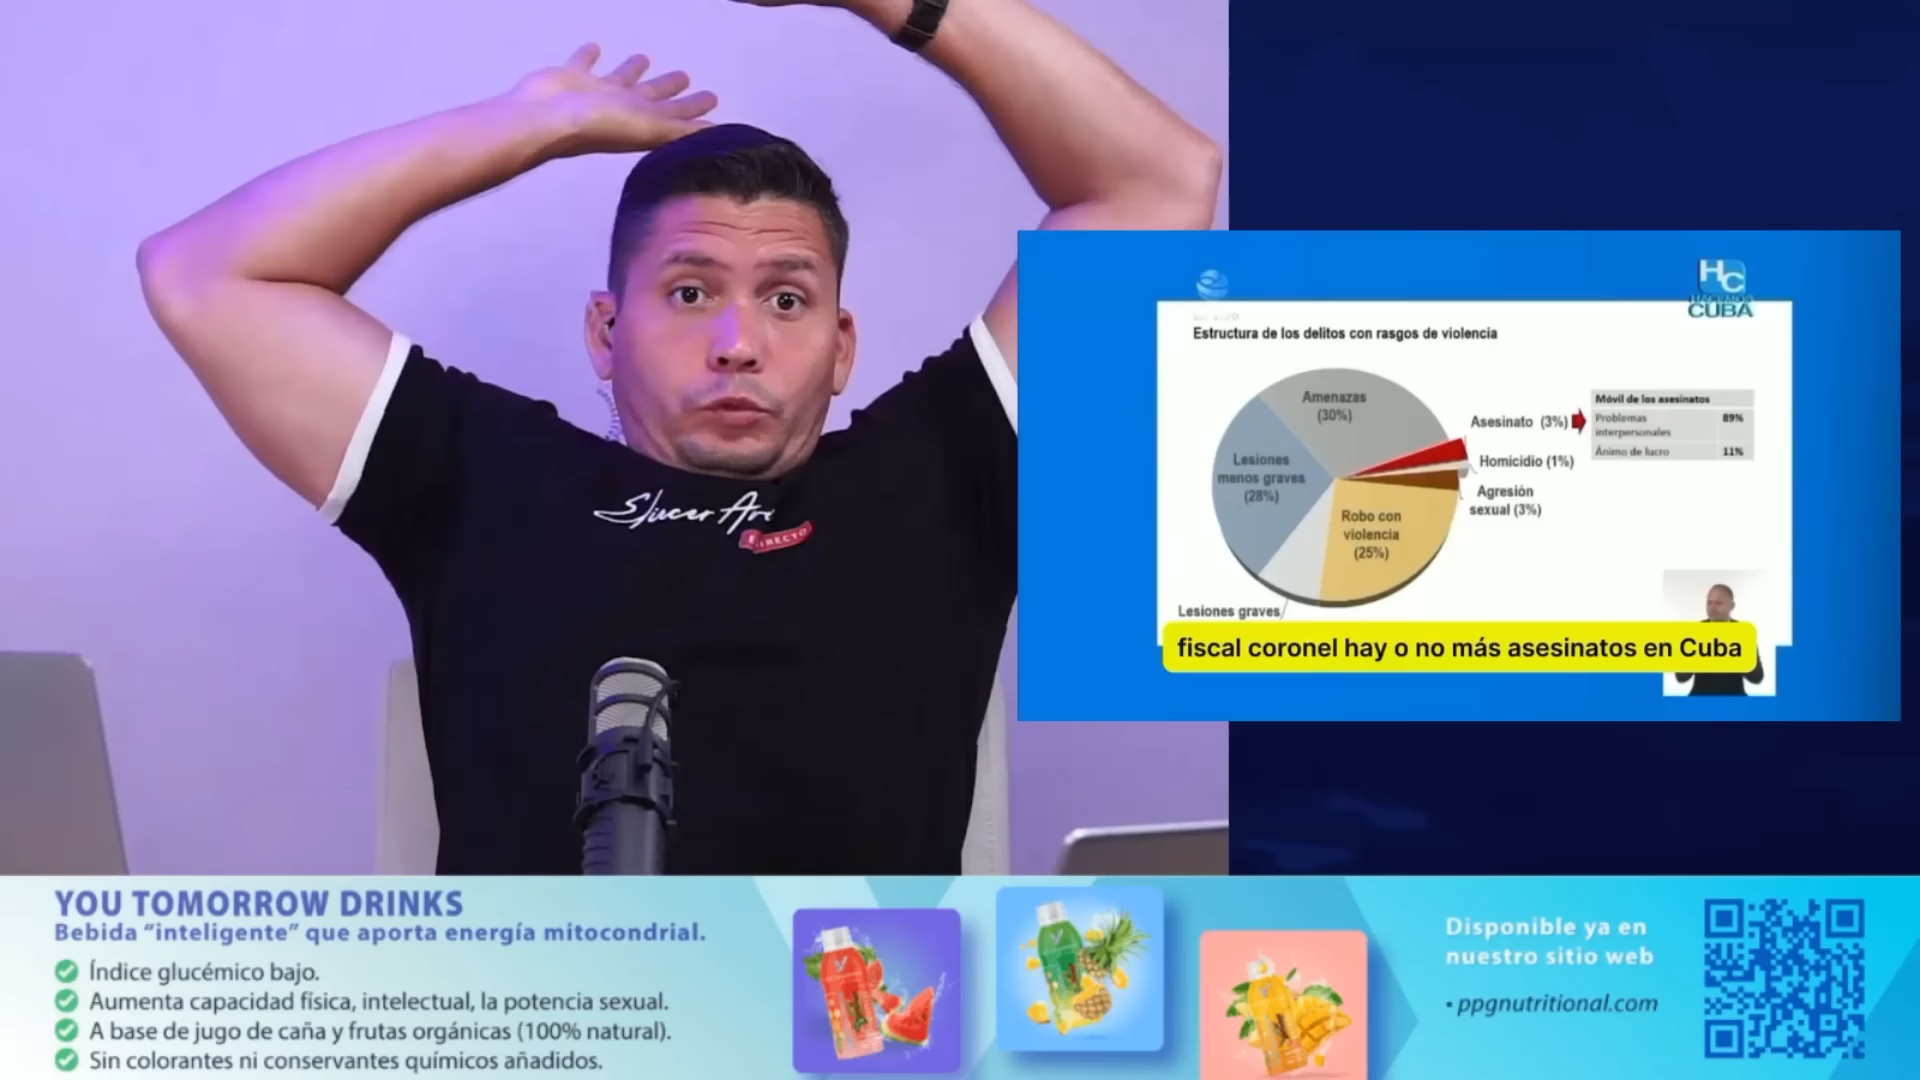 Slucer Art
DIRECTO
HC
HACEMOS
CUBA
Estructura de los delitos con rasgos de violencia
Amenazas
(30%)
Asesinato (3%)
Móvil de los asesinatos
Problemas
interpersonales
89%
Ánimo de lucro
11%
Homicidio (1%)
Lesiones
menos graves
(28%)
Agresión
sexual (3%)
Robo con
violencia
(25%)
Lesiones graves
fiscal coronel hay o no más asesinatos en Cuba
YOU TOMORROW DRINKS
Bebida “inteligente” que aporta energía mitocondrial.
Índice glucémico bajo.
Aumenta capacidad física, intelectual, la potencia sexual.
A base de jugo de caña y frutas orgánicas (100% natural).
Sin colorantes ni conservantes químicos añadidos.
Disponible ya en
nuestro sitio web
• ppgnutritional.com